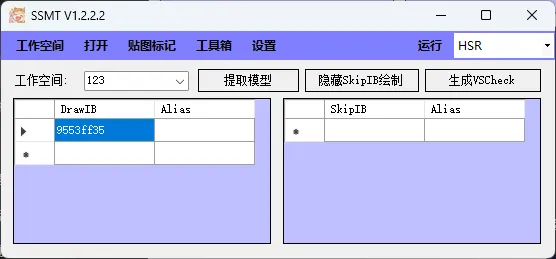 SSMT V1.2.2.2
工作空间 打开 贴图标记 工具箱 设置 运行 HSR
工作空间: 123 提取模型 隐藏SkipIB绘制 生成VSCheck
DrawIB Alias SkipIB Alias
9553ff35